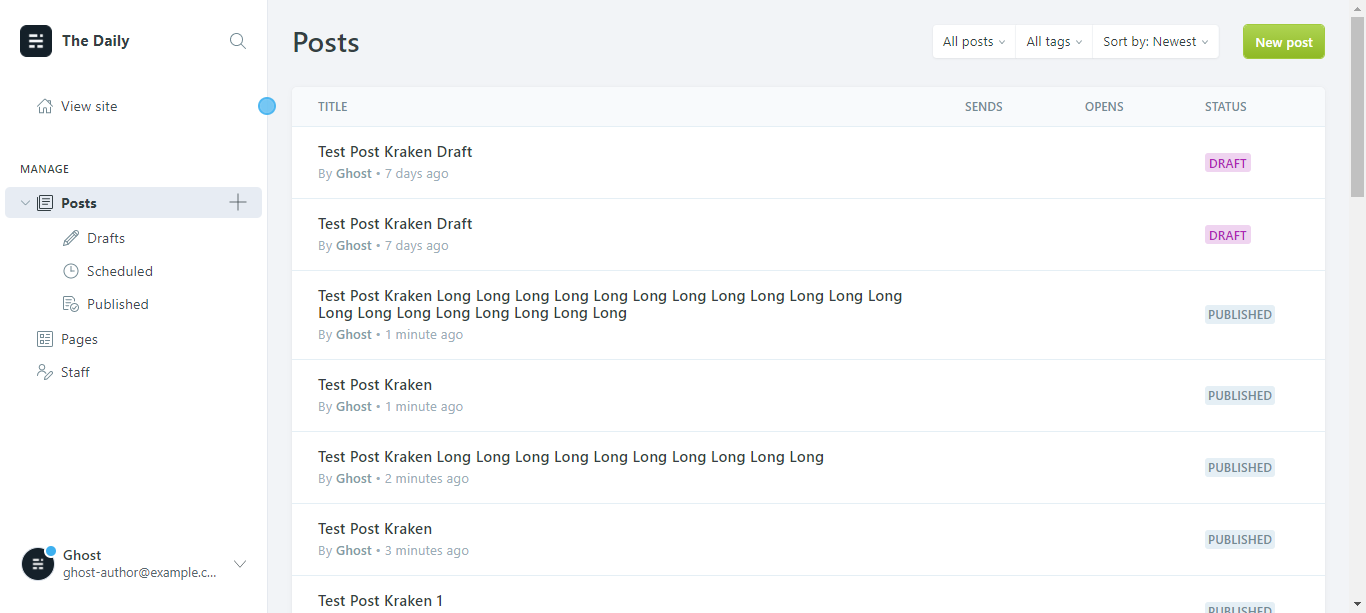 The Daily
View site
MANAGE
Posts
Drafts
Scheduled
Published
Pages
Staff
Ghost
ghost-author@example.c...
Posts
All posts
All tags
Sort by: Newest
New post
TITLE SENDS OPENS STATUS
Test Post Kraken Draft
By Ghost • 7 days ago
DRAFT
Test Post Kraken Draft
By Ghost • 7 days ago
DRAFT
Test Post Kraken Long Long Long Long Long Long Long Long Long Long Long Long
Long Long Long Long Long Long Long Long
By Ghost • 1 minute ago
PUBLISHED
Test Post Kraken
By Ghost • 1 minute ago
PUBLISHED
Test Post Kraken Long Long Long Long Long Long Long Long Long Long
By Ghost • 2 minutes ago
PUBLISHED
Test Post Kraken
By Ghost • 3 minutes ago
PUBLISHED
Test Post Kraken 1
PUBLISHED